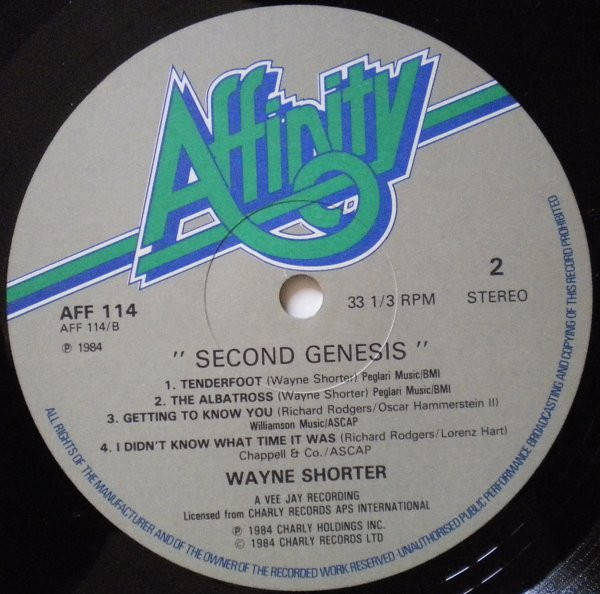 Affinity
AFF 114
AFF 114/B
℗ 1984
33 1/3 RPM
2
STEREO
" SECOND GENESIS "
1. TENDERFOOT (Wayne Shorter) Peglari Music/BMI
2. THE ALBATROSS (Wayne Shorter) Peglari Music/BMI
3. GETTING TO KNOW YOU (Richard Rodgers/Oscar Hammerstein II)
Williamson Music/ASCAP
4. I DIDN'T KNOW WHAT TIME IT WAS (Richard Rodgers/Lorenz Hart)
Chappell & Co./ASCAP
WAYNE SHORTER
A VEE JAY RECORDING
Licensed from CHARLY RECORDS APS INTERNATIONAL
℗ 1984 CHARLY HOLDINGS INC.
© 1984 CHARLY RECORDS LTD
ALL RIGHTS OF THE MANUFACTURER AND OF THE OWNER OF THE RECORDED WORK RESERVED · UNAUTHORISED PUBLIC PERFORMANCE BROADCASTING AND COPYING OF THIS RECORD PROHIBITED